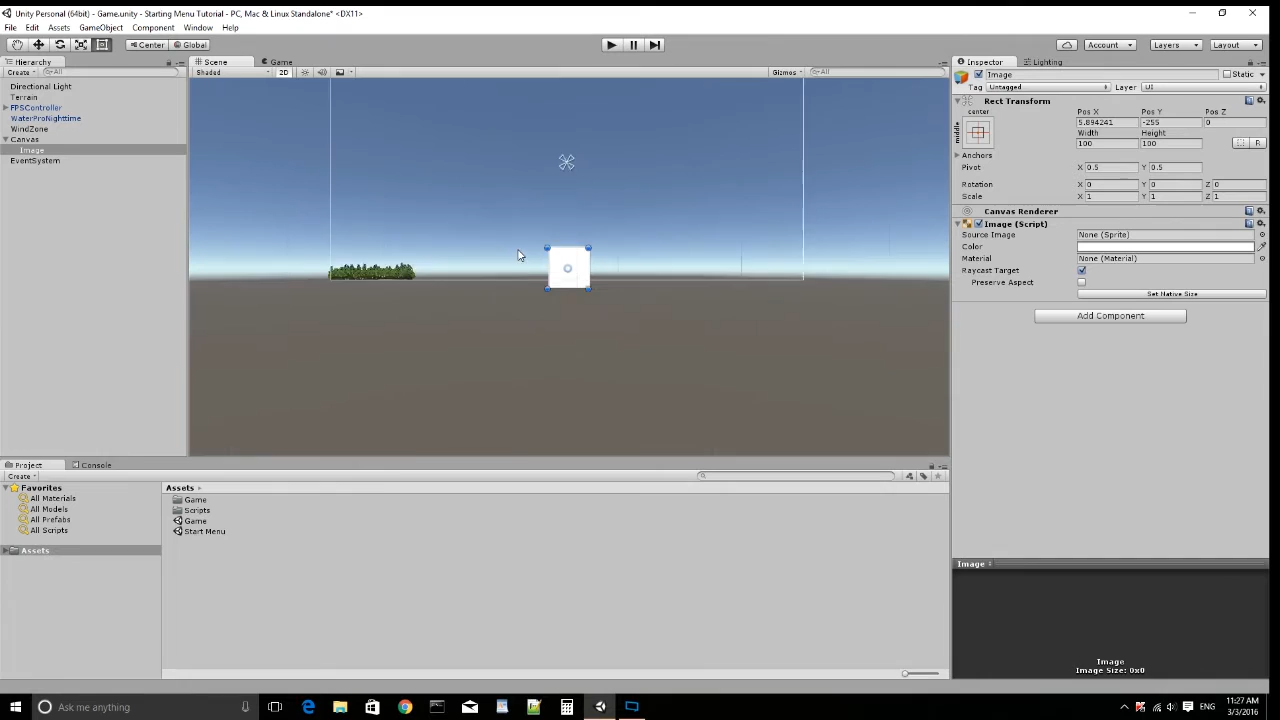 Unity Personal (64bit) - Game.unity - Starting Menu Tutorial - PC, Mac & Linux Standalone* <DX11>
File Edit Assets GameObject Component Window Help
Center Global Account Layers Layout
Hierarchy Scene Game Inspector Lighting
Create All Shaded 2D Gizmos All Image Static
Tag Untagged Layer UI
Directional Light
Terrain
FPSController
WaterProNighttime
WindZone
Canvas
Image
EventSystem
Rect Transform
center Pos X Pos Y Pos Z
middle 5.894241 -255 0
Width Height
100 100 R
Anchors
Pivot X 0.5 Y 0.5
Rotation X 0 Y 0 Z 0
Scale X 1 Y 1 Z 1
Canvas Renderer
Image (Script)
Source Image None (Sprite)
Color
Material None (Material)
Raycast Target
Preserve Aspect
Set Native Size
Add Component
Project Console
Create
Favorites
All Materials
All Models
All Prefabs
All Scripts
Assets
Assets
Game
Scripts
Game
Start Menu
Image
Image
Image Size: 0x0
Ask me anything
ENG
11:27 AM
3/3/2016